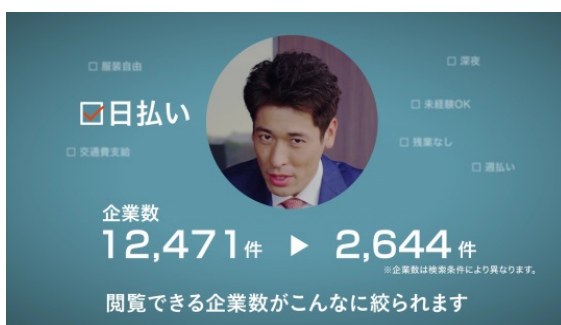 □ 服装自由
□ 深夜
☑日払い
□ 未経験OK
□ 残業なし
□ 交通費支給
□ 週払い
企業数
12,471件 ▶ 2,644件
※企業数は検索条件により異なります。
閲覧できる企業数がこんなに絞られます